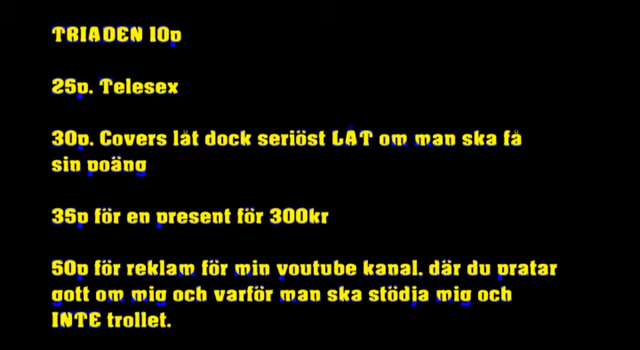 TRIADEN 10p
25p. Telesex
30p. Covers låt dock seriöst LÅT om man ska få
sin poäng
35p för en present för 300kr
50p för reklam för min youtube kanal. där du pratar
gott om mig och varför man ska stödja mig och
INTE trollet.